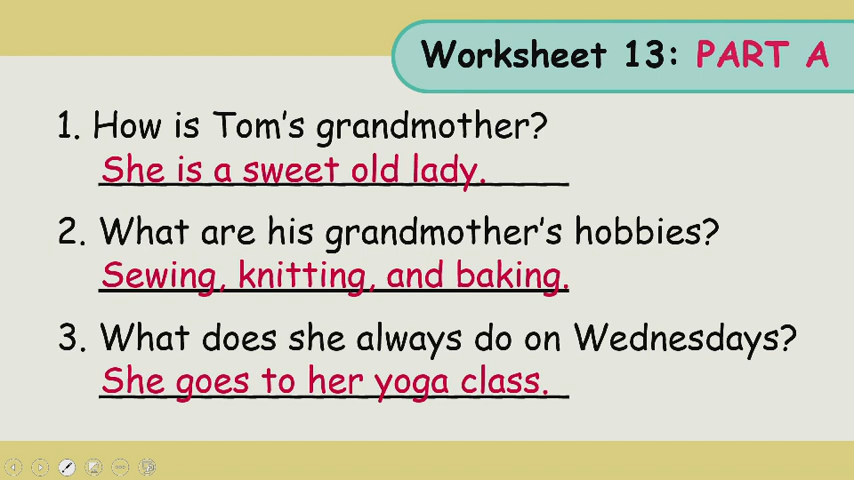 Worksheet 13: PART A
1. How is Tom's grandmother?
She is a sweet old lady.
2. What are his grandmother's hobbies?
Sewing, knitting, and baking.
3. What does she always do on Wednesdays?
She goes to her yoga class.